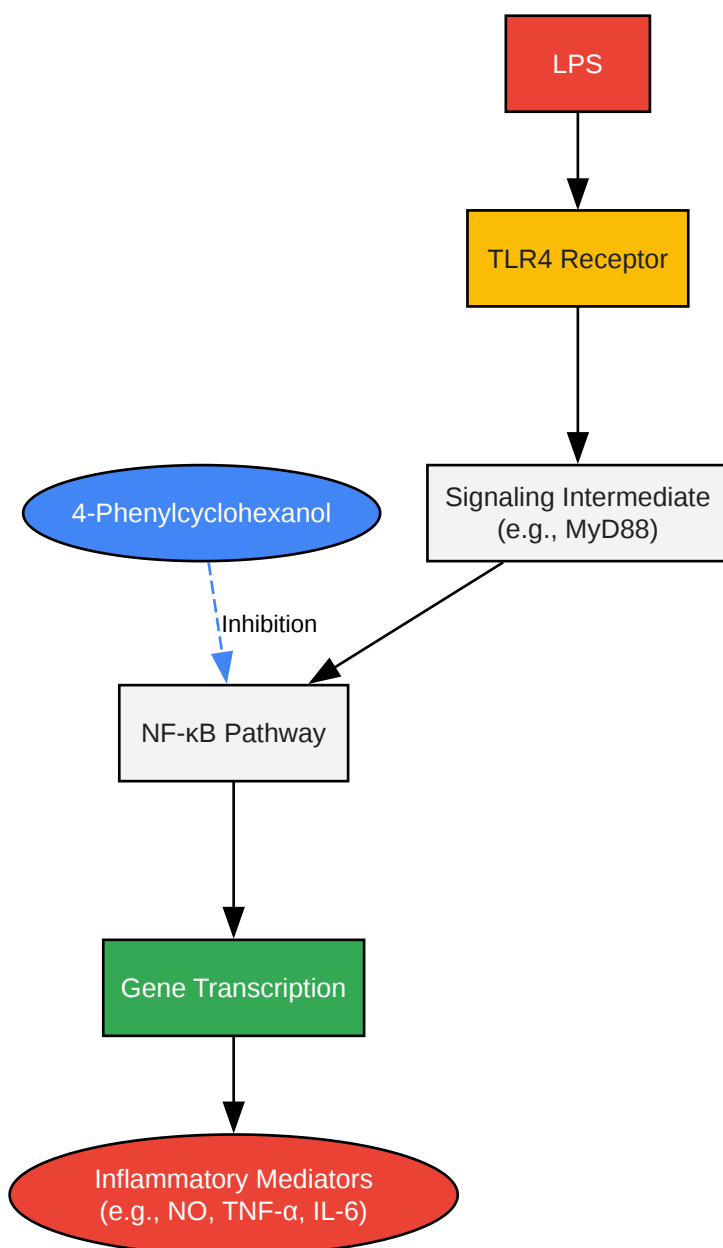 LPS
TLR4 Receptor
Signaling Intermediate
(e.g., MyD88)
4-Phenylcyclohexanol
Inhibition
NF-κB Pathway
Gene Transcription
Inflammatory Mediators
(e.g., NO, TNF-α, IL-6)